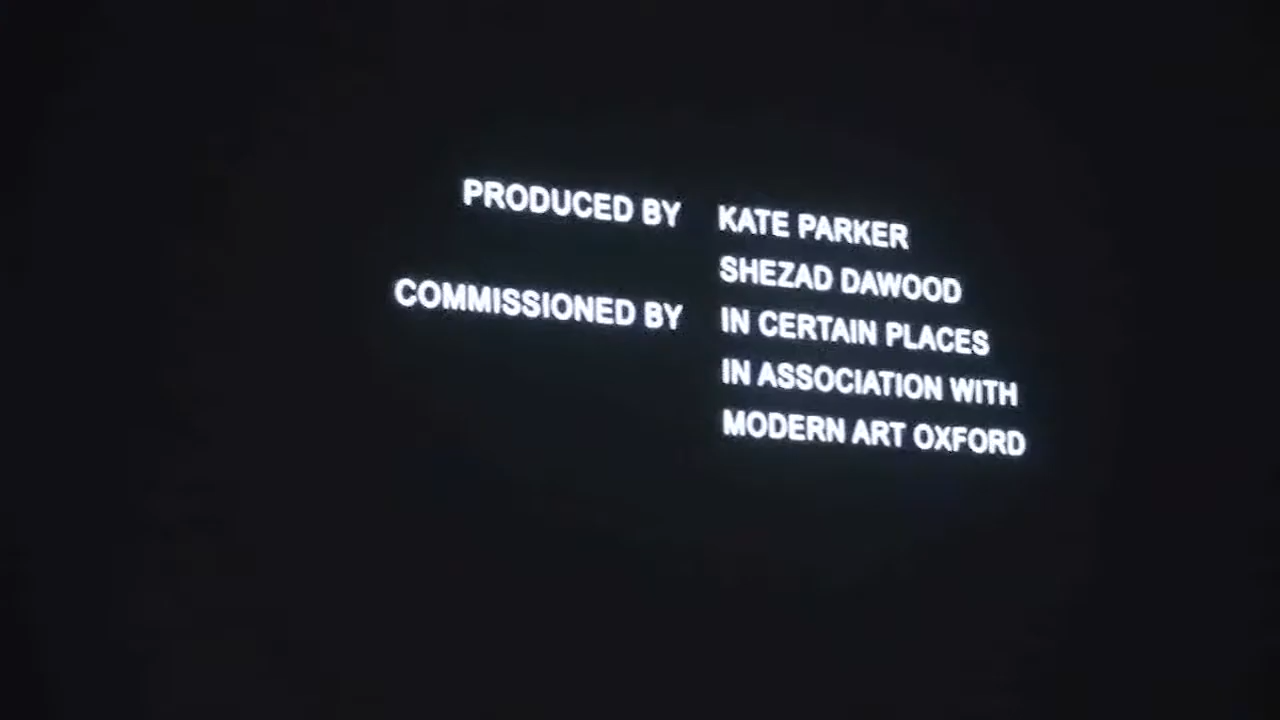 PRODUCED BY KATE PARKER
SHEZAD DAWOOD
COMMISSIONED BY IN CERTAIN PLACES
IN ASSOCIATION WITH
MODERN ART OXFORD